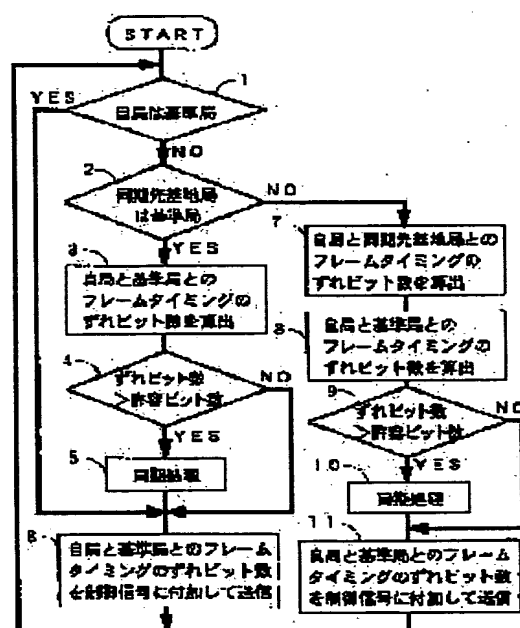 START
1
YES
自局は基準局
NO
2
同期先基地局
は基準局
NO
YES
3
自局と基準局との
フレームタイミングの
ずれビット数を算出
4
ずれビット数
>許容ビット数
NO
YES
5
同期処理
6
自局と基準局とのフレーム
タイミングのずれビット数
を制御信号に付加して送信
7
自局と同期先基地局との
フレームタイミングの
ずれビット数を算出
8
自局と基準局との
フレームタイミングの
ずれビット数を算出
9
ずれビット数
>許容ビット数
NO
YES
10
同期処理
11
自局と基準局とのフレーム
タイミングのずれビット数
を制御信号に付加して送信